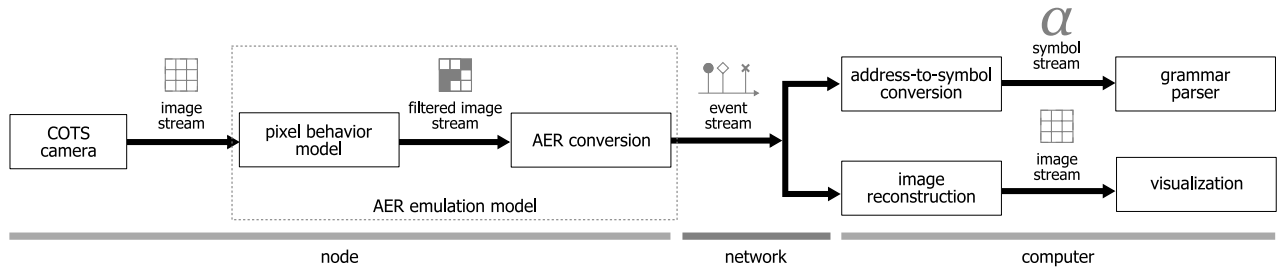 COTS
camera
image
stream
pixel behavior
model
filtered image
stream
AER conversion
AER emulation model
event
stream
address-to-symbol
conversion
α
symbol
stream
grammar
parser
image
reconstruction
image
stream
visualization
node
network
computer